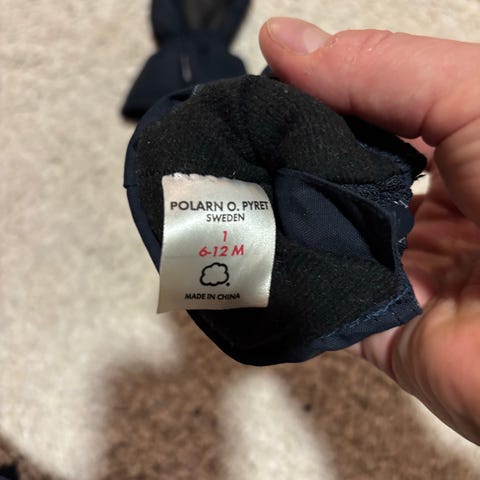 POLARN O. PYRET
SWEDEN
1
6-12 M
MADE IN CHINA